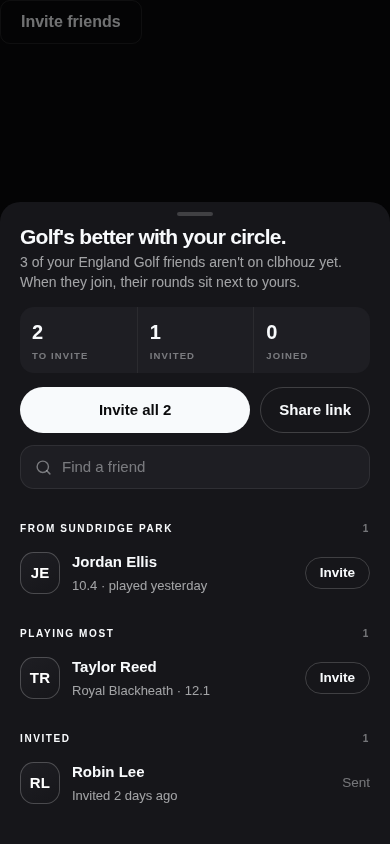 Invite friends
Golf's better with your circle.
3 of your England Golf friends aren't on clbhouz yet.
When they join, their rounds sit next to yours.
2
TO INVITE
1
INVITED
0
JOINED
Invite all 2
Share link
Find a friend
FROM SUNDRIDGE PARK 1
JE
Jordan Ellis
10.4 · played yesterday
Invite
PLAYING MOST 1
TR
Taylor Reed
Royal Blackheath · 12.1
Invite
INVITED 1
RL
Robin Lee
Invited 2 days ago
Sent